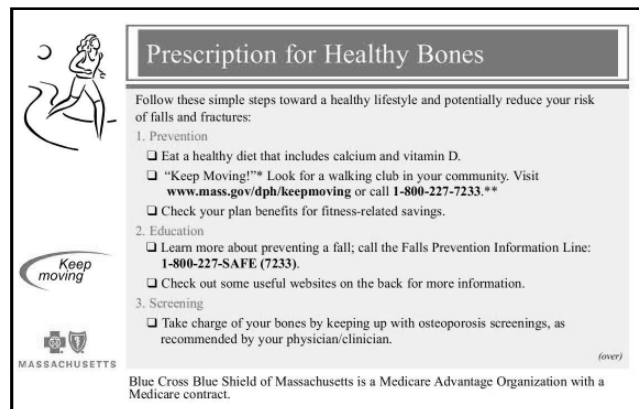 Prescription for Healthy Bones
Follow these simple steps toward a healthy lifestyle and potentially reduce your risk
of falls and fractures:
1. Prevention
❑ Eat a healthy diet that includes calcium and vitamin D.
❑ “Keep Moving!”* Look for a walking club in your community. Visit
www.mass.gov/dph/keepmoving or call 1-800-227-7233.**
❑ Check your plan benefits for fitness-related savings.
2. Education
❑ Learn more about preventing a fall; call the Falls Prevention Information Line:
1-800-227-SAFE (7233).
❑ Check out some useful websites on the back for more information.
3. Screening
❑ Take charge of your bones by keeping up with osteoporosis screenings, as
recommended by your physician/clinician.
(over)
Keep
moving
MASSACHUSETTS
Blue Cross Blue Shield of Massachusetts is a Medicare Advantage Organization with a
Medicare contract.